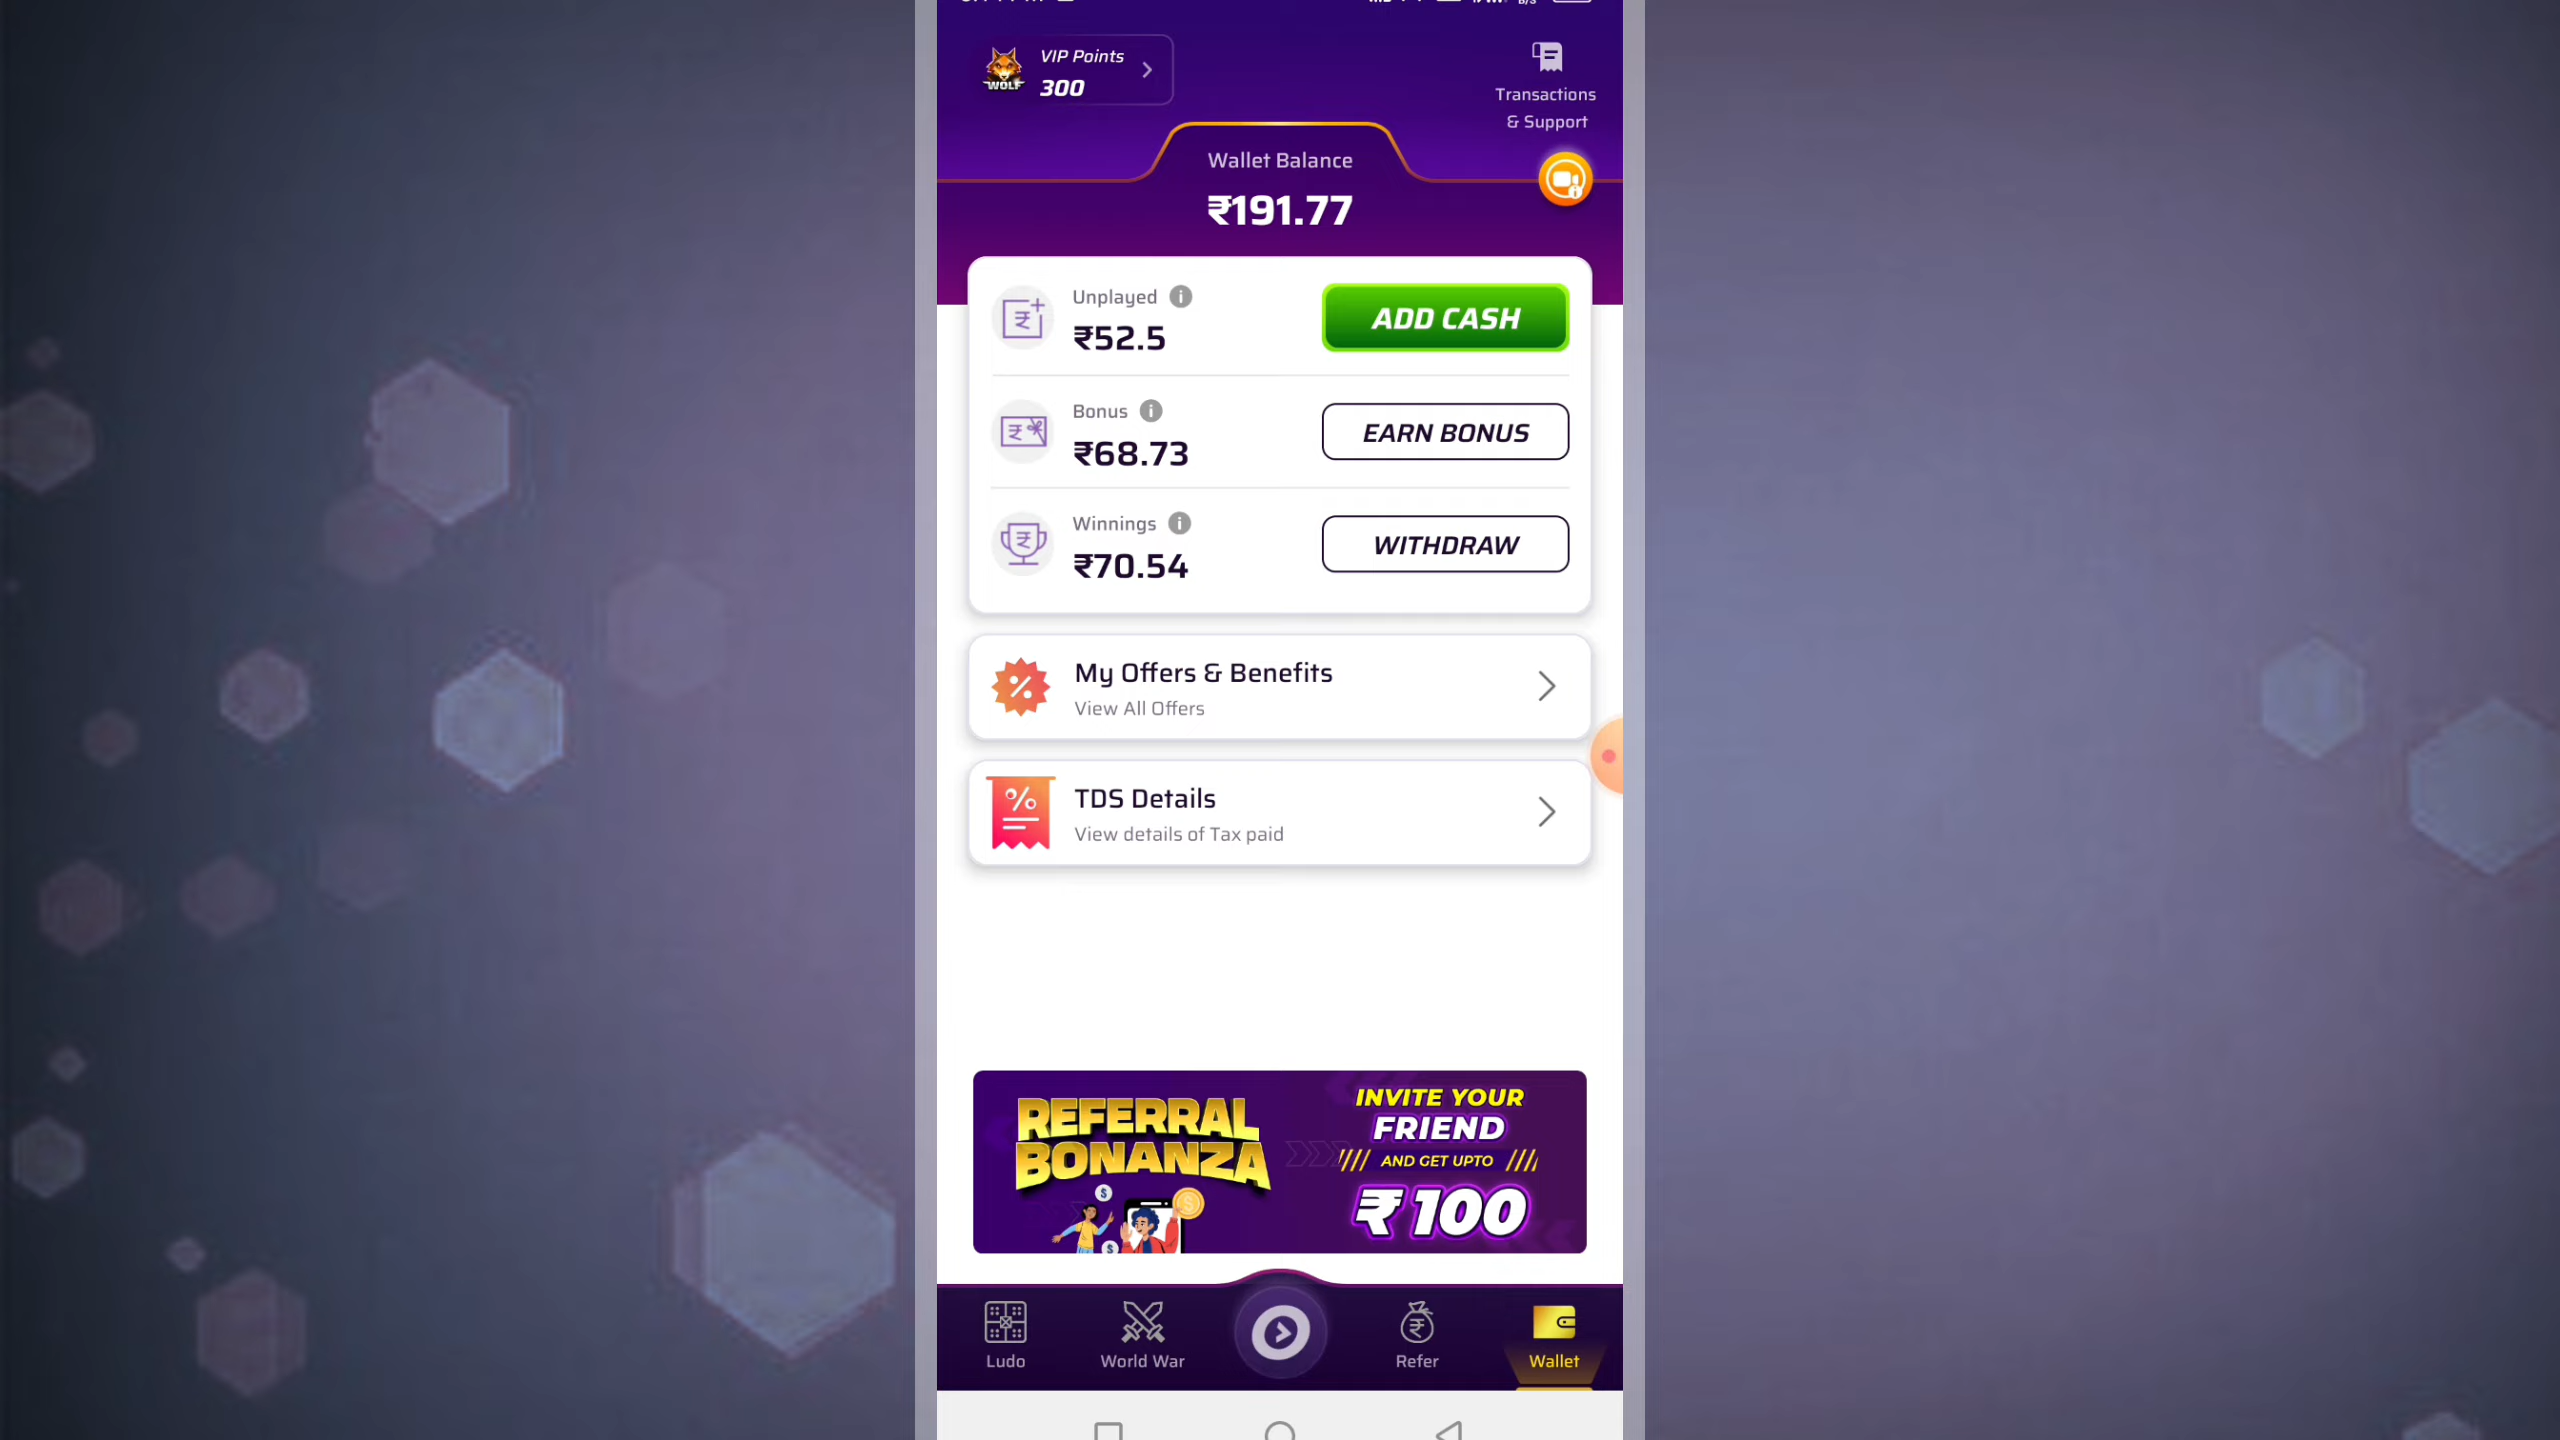 VIP Points
300
WOLF
Transactions
& Support
Wallet Balance
₹191.77
Unplayed
₹52.5
ADD CASH
Bonus
₹68.73
EARN BONUS
Winnings
₹70.54
WITHDRAW
My Offers & Benefits
View All Offers
TDS Details
View details of Tax paid
REFERRAL
BONANZA
INVITE YOUR
FRIEND
AND GET UPTO
₹100
Ludo
World War
Refer
Wallet